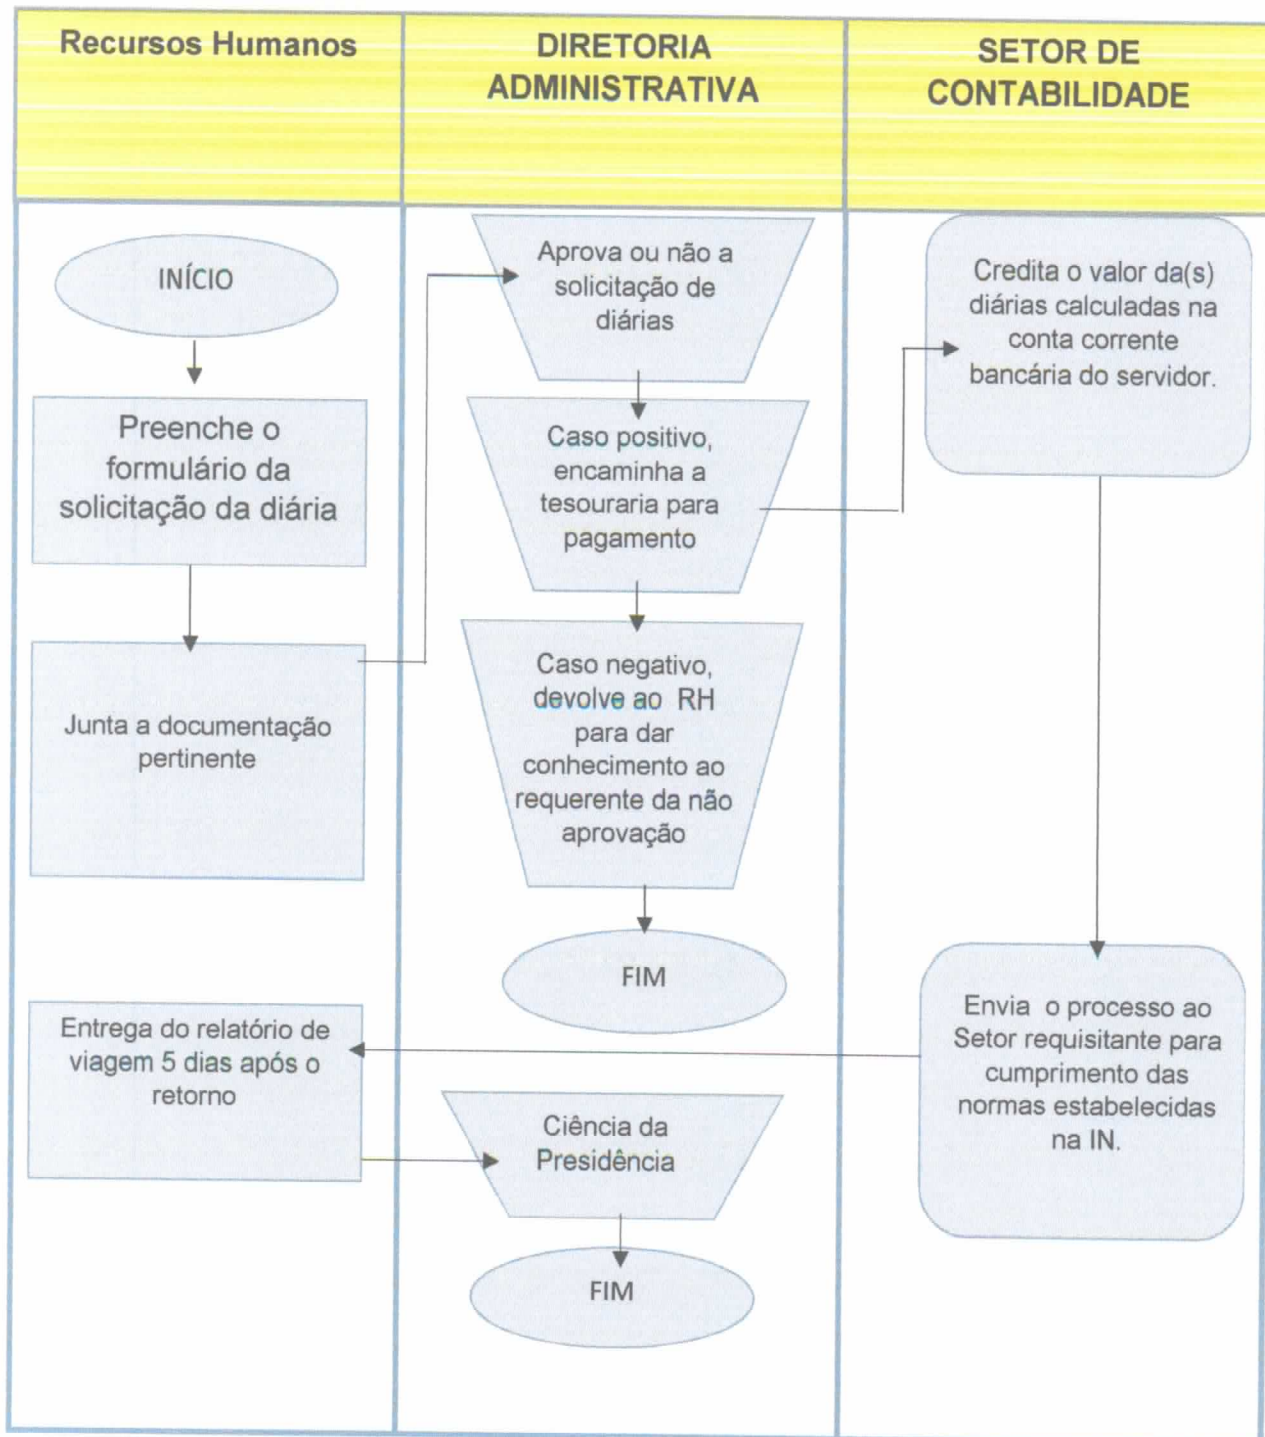 Recursos Humanos
DIRETORIA
ADMINISTRATIVA
SETOR DE
CONTABILIDADE
INÍCIO
Preenche o
formulário da
solicitação da diária
Junta a documentação
pertinente
Entrega do relatório de
viagem 5 dias após o
retorno
Aprova ou não a
solicitação de
diárias
Caso positivo,
encaminha a
tesouraria para
pagamento
Caso negativo,
devolve ao RH
para dar
conhecimento ao
requerente da não
aprovação
FIM
Ciência da
Presidência
FIM
Credita o valor da(s)
diárias calculadas na
conta corrente
bancária do servidor.
Envia o processo ao
Setor requisitante para
cumprimento das
normas estabelecidas
na IN.